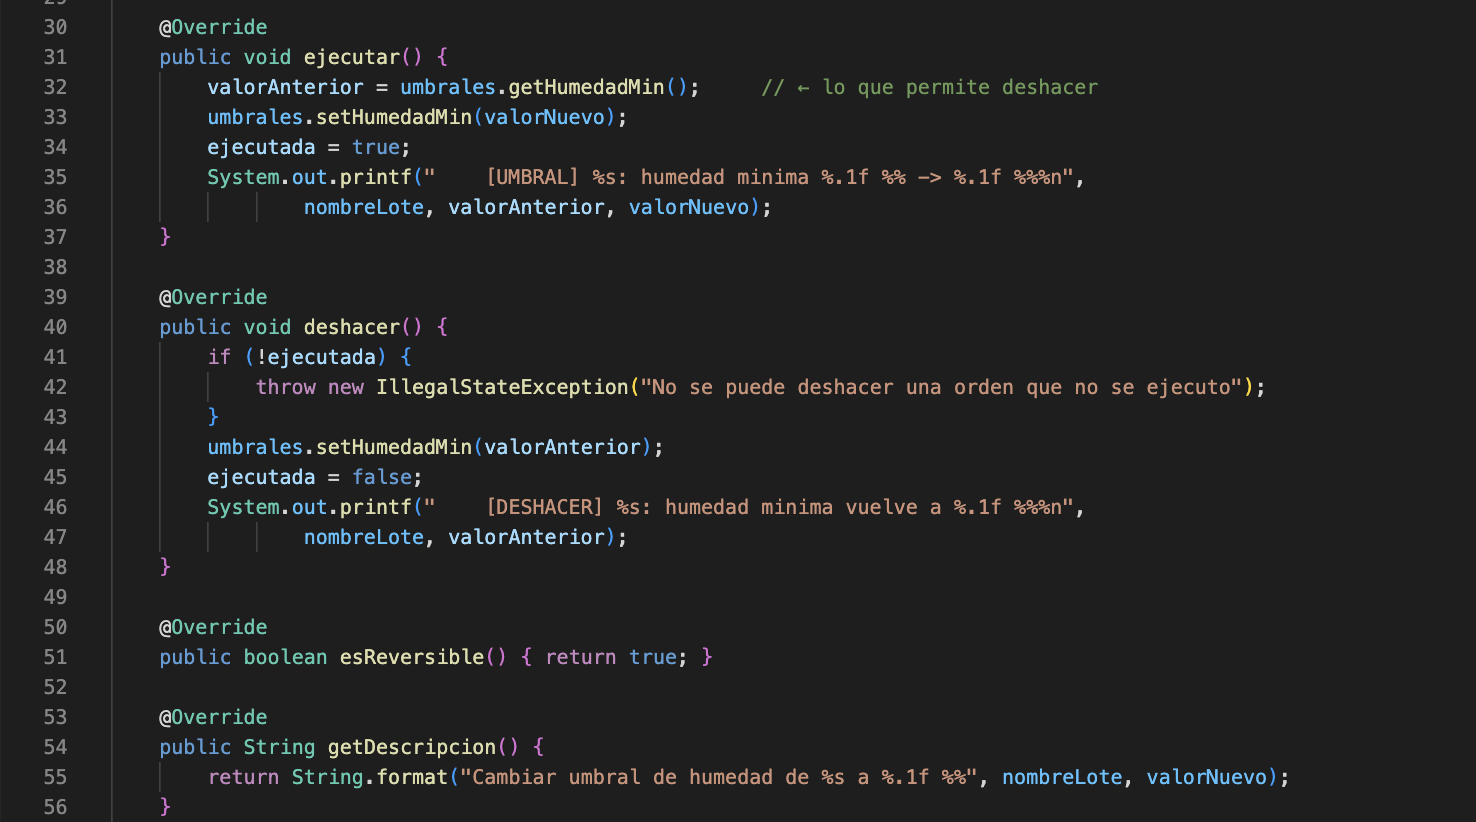 30 @Override
31 public void ejecutar() {
32 valorAnterior = umbrales.getHumedadMin(); // ← lo que permite deshacer
33 umbrales.setHumedadMin(valorNuevo);
34 ejecutada = true;
35 System.out.printf(" [UMBRAL] %s: humedad minima %.1f %% -> %.1f %%%n",
36 nombreLote, valorAnterior, valorNuevo);
37 }
38
39 @Override
40 public void deshacer() {
41 if (!ejecutada) {
42 throw new IllegalStateException("No se puede deshacer una orden que no se ejecuto");
43 }
44 umbrales.setHumedadMin(valorAnterior);
45 ejecutada = false;
46 System.out.printf(" [DESHACER] %s: humedad minima vuelve a %.1f %%%n",
47 nombreLote, valorAnterior);
48 }
49
50 @Override
51 public boolean esReversible() { return true; }
52
53 @Override
54 public String getDescripcion() {
55 return String.format("Cambiar umbral de humedad de %s a %.1f %%", nombreLote, valorNuevo);
56 }